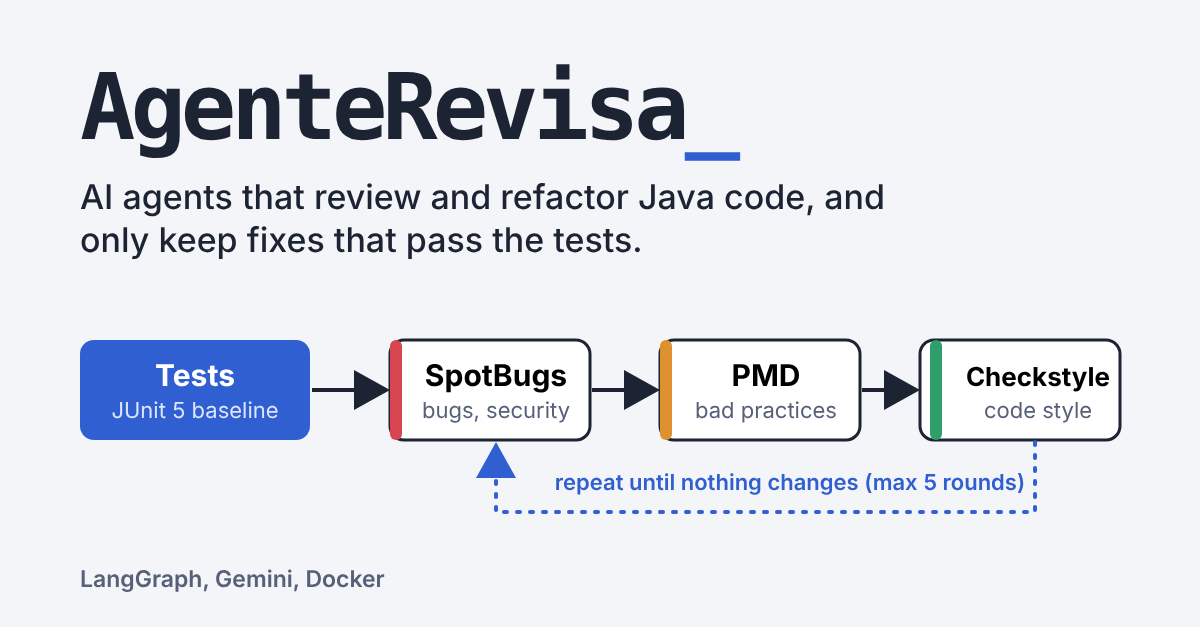 AgenteRevisa_
AI agents that review and refactor Java code, and
only keep fixes that pass the tests.
Tests
JUnit 5 baseline
SpotBugs
bugs, security
PMD
bad practices
Checkstyle
code style
repeat until nothing changes (max 5 rounds)
LangGraph, Gemini, Docker